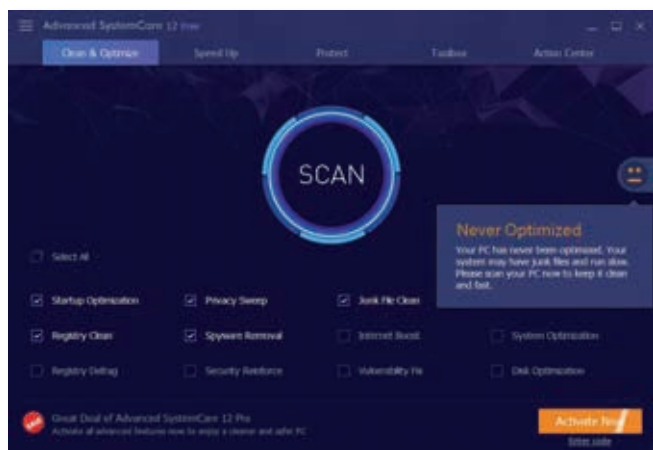 Advanced SystemCare 12 Free
Clean & Optimize Speed Up Protect Toolbox Action Center
SCAN
Never Optimized
Your PC has never been optimized. Your
system may have junk files and run slow.
Please scan your PC now to keep it clean
and fast.
Select All
Startup Optimization Privacy Sweep Junk File Clean
Registry Clean Spyware Removal Internet Boost System Optimization
Registry Defrag Security Reinforce Vulnerability Fix Disk Optimization
SALE
Great Deal of Advanced SystemCare 12 Pro
Activate all advanced features now to enjoy a cleaner and safer PC
Activate Now
Enter code